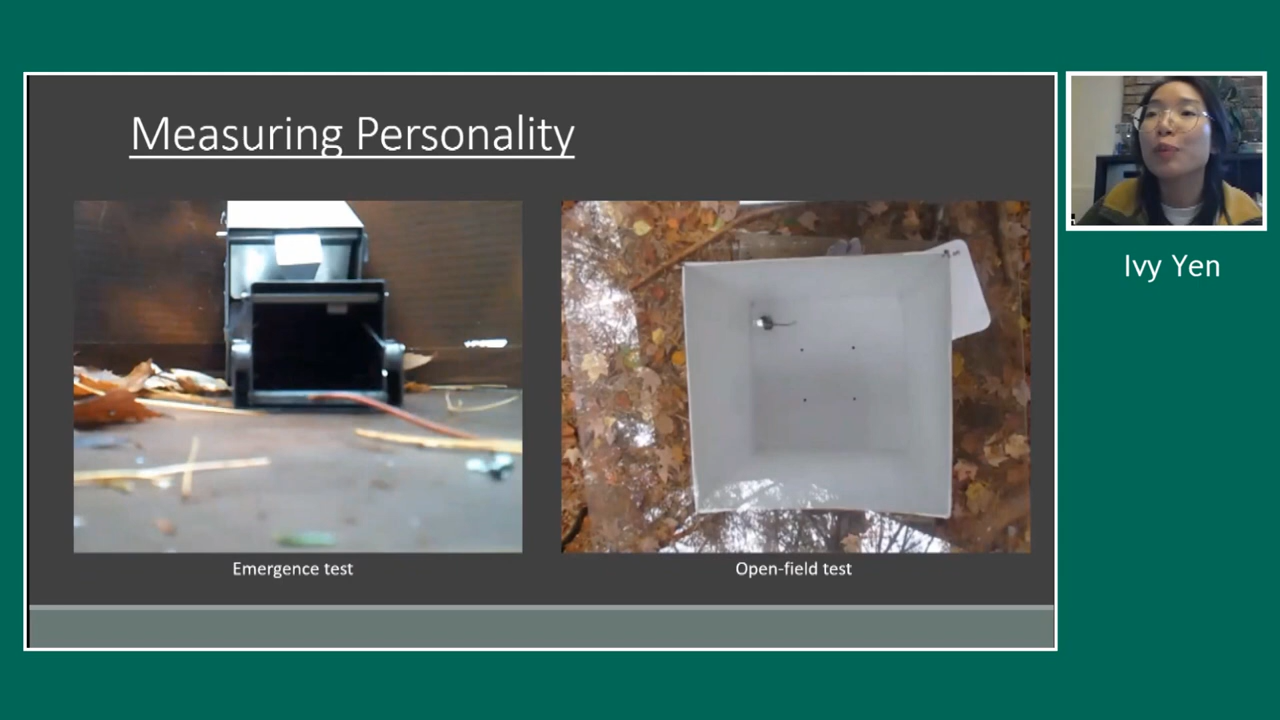 Measuring Personality
Emergence test
Open-field test
Ivy Yen